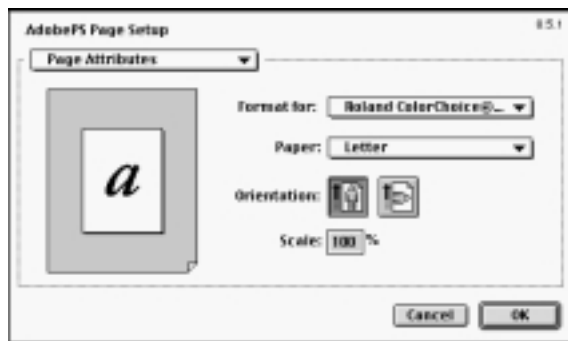 AdobePS Page Setup
8.5.1
Page Attributes
a
Format for: Roland ColorChoice@...
Paper: Letter
Orientation:
Scale: 100 %
Cancel OK